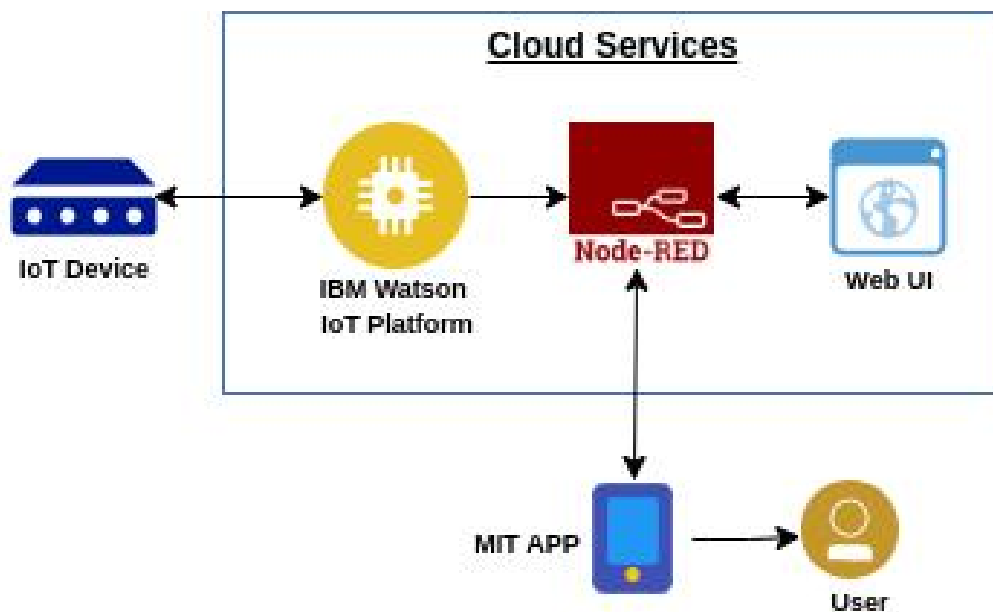 Cloud Services
IoT Device
IBM Watson
IoT Platform
Node-RED
Web UI
MIT APP
User